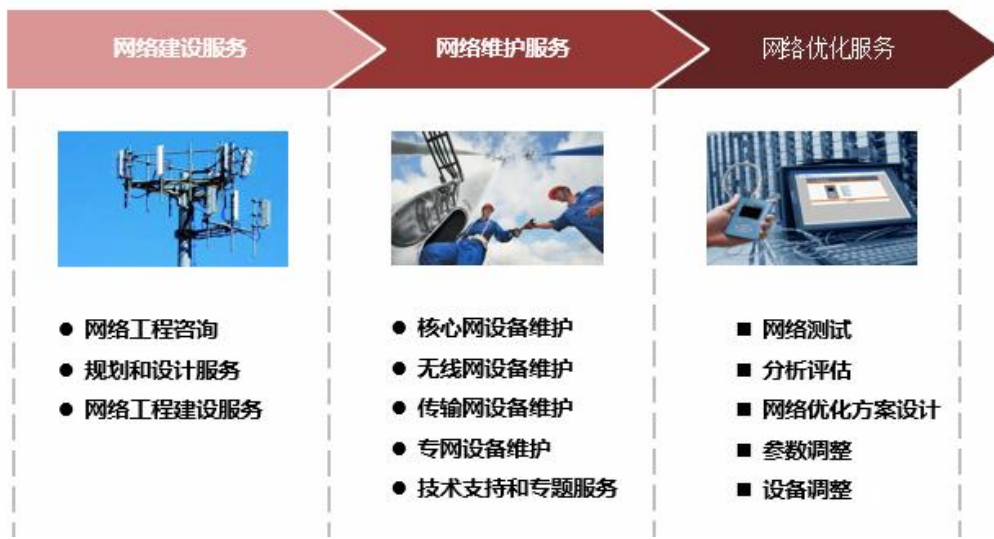 网络建设服务
网络维护服务
网络优化服务
网络工程咨询
规划和设计服务
网络工程建设服务
核心网设备维护
无线网设备维护
传输网设备维护
专网设备维护
技术支持和专题服务
网络测试
分析评估
网络优化方案设计
参数调整
设备调整